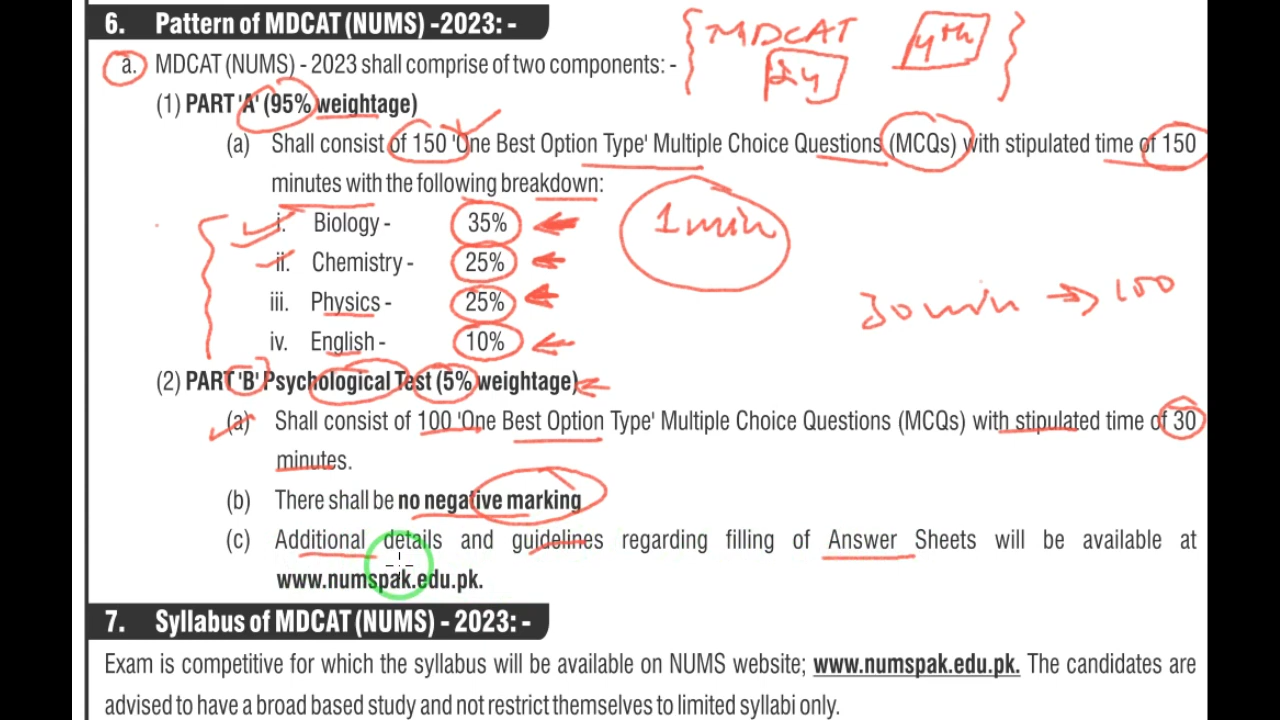 6. Pattern of MDCAT (NUMS) -2023: -
MDCAT 4th
24
a. MDCAT (NUMS) - 2023 shall comprise of two components: -
(1) PART 'A' (95% weightage)
(a) Shall consist of 150 'One Best Option Type' Multiple Choice Questions (MCQs) with stipulated time of 150
minutes with the following breakdown:
i. Biology - 35%
1 min
ii. Chemistry - 25%
iii. Physics - 25%
30 min → 100
iv. English - 10%
(2) PART 'B' Psychological Test (5% weightage)
(a) Shall consist of 100 'One Best Option Type' Multiple Choice Questions (MCQs) with stipulated time of 30
minutes.
(b) There shall be no negative marking
(c) Additional details and guidelines regarding filling of Answer Sheets will be available at
www.numspak.edu.pk.
7. Syllabus of MDCAT (NUMS) - 2023: -
Exam is competitive for which the syllabus will be available on NUMS website; www.numspak.edu.pk. The candidates are
advised to have a broad based study and not restrict themselves to limited syllabi only.